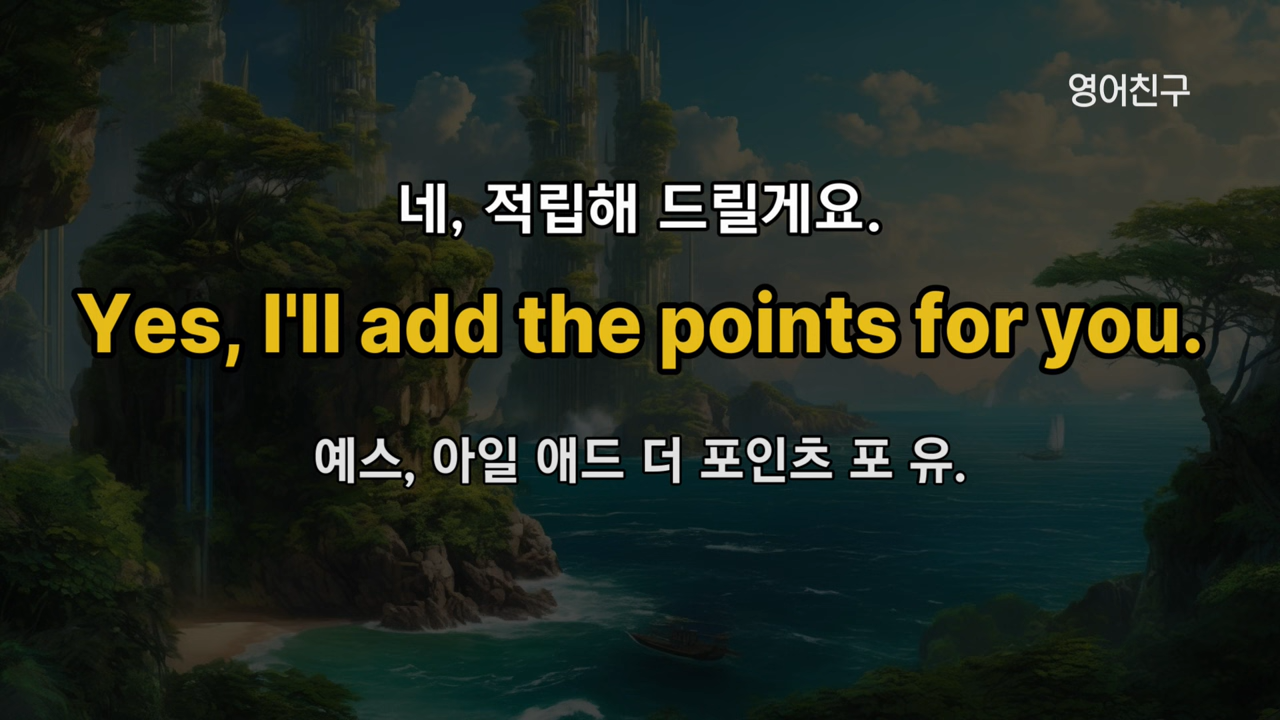 영어친구
네, 적립해 드릴게요.
Yes, I'll add the points for you.
예스, 아일 애드 더 포인츠 포 유.